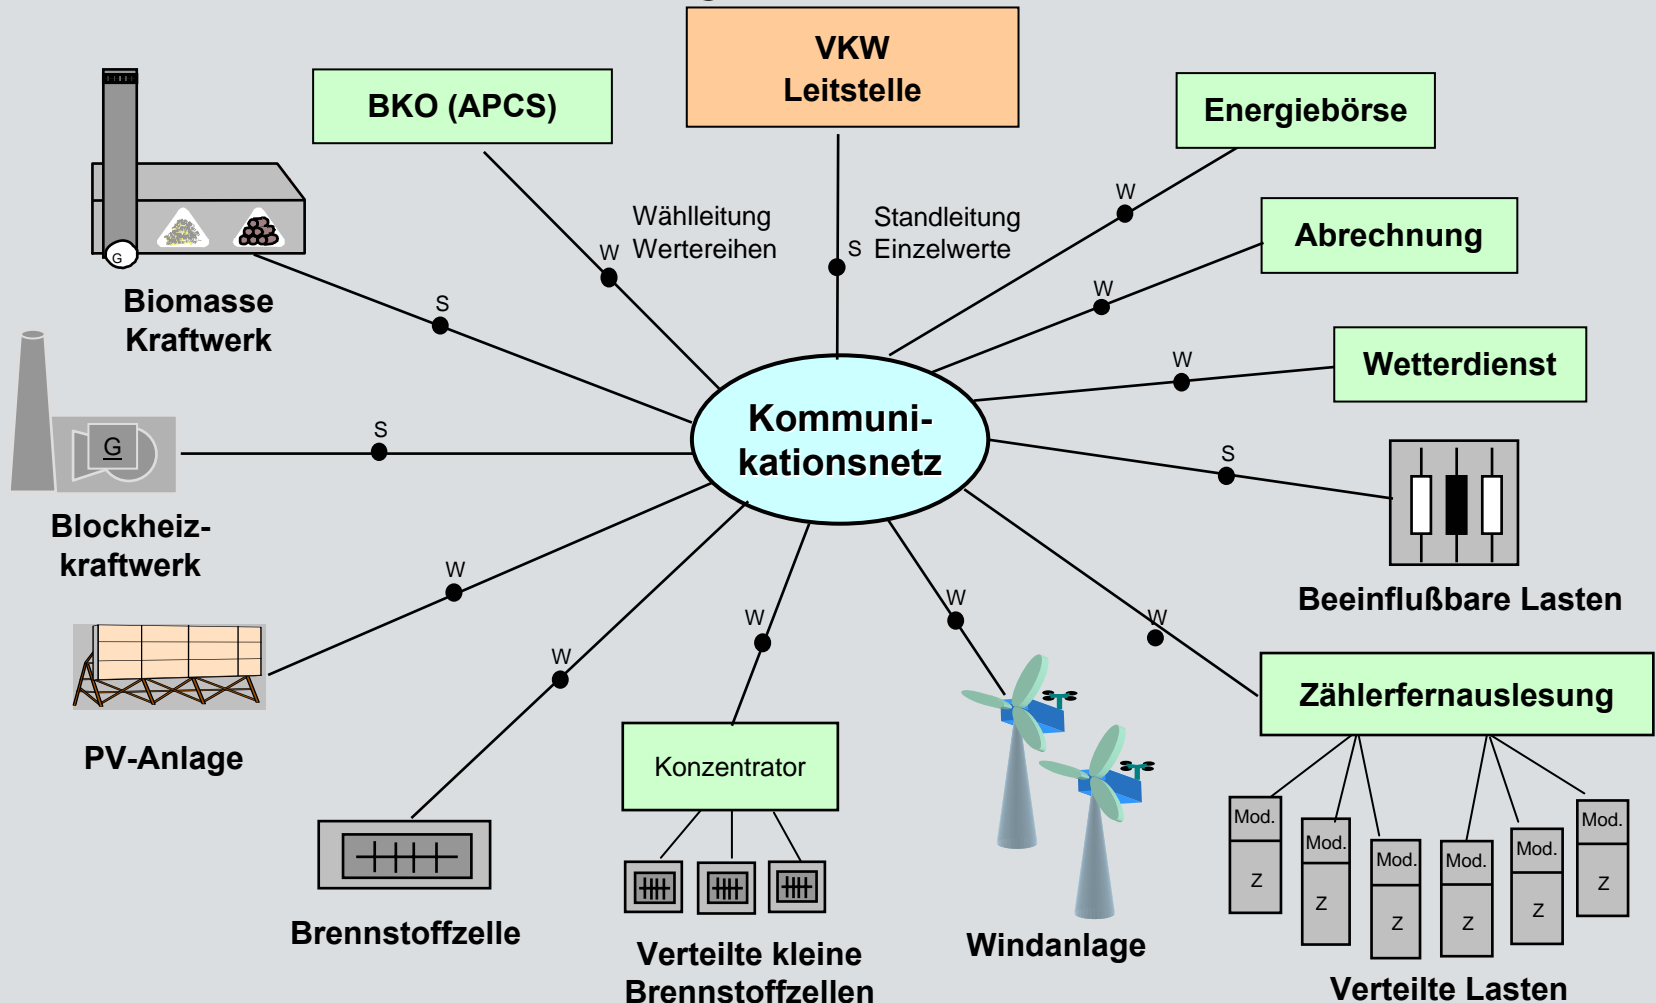 VKW
Leitstelle
BKO (APCS)
Energiebörse
W
Wählleitung
Wertereihen
W
Standleitung
Einzelwerte
S
Abrechnung
W
G
Biomasse
Kraftwerk
S
Wetterdienst
W
Kommuni-
kationsnetz
G
S
S
Blockheiz-
kraftwerk
Beeinflußbare Lasten
W
W
W
W
W
PV-Anlage
Konzentrator
Zählerfernauslesung
Mod.
Z
Mod.
Z
Mod.
Z
Mod.
Z
Mod.
Z
Mod.
Z
Brennstoffzelle
Verteilte kleine
Brennstoffzellen
Windanlage
Verteilte Lasten